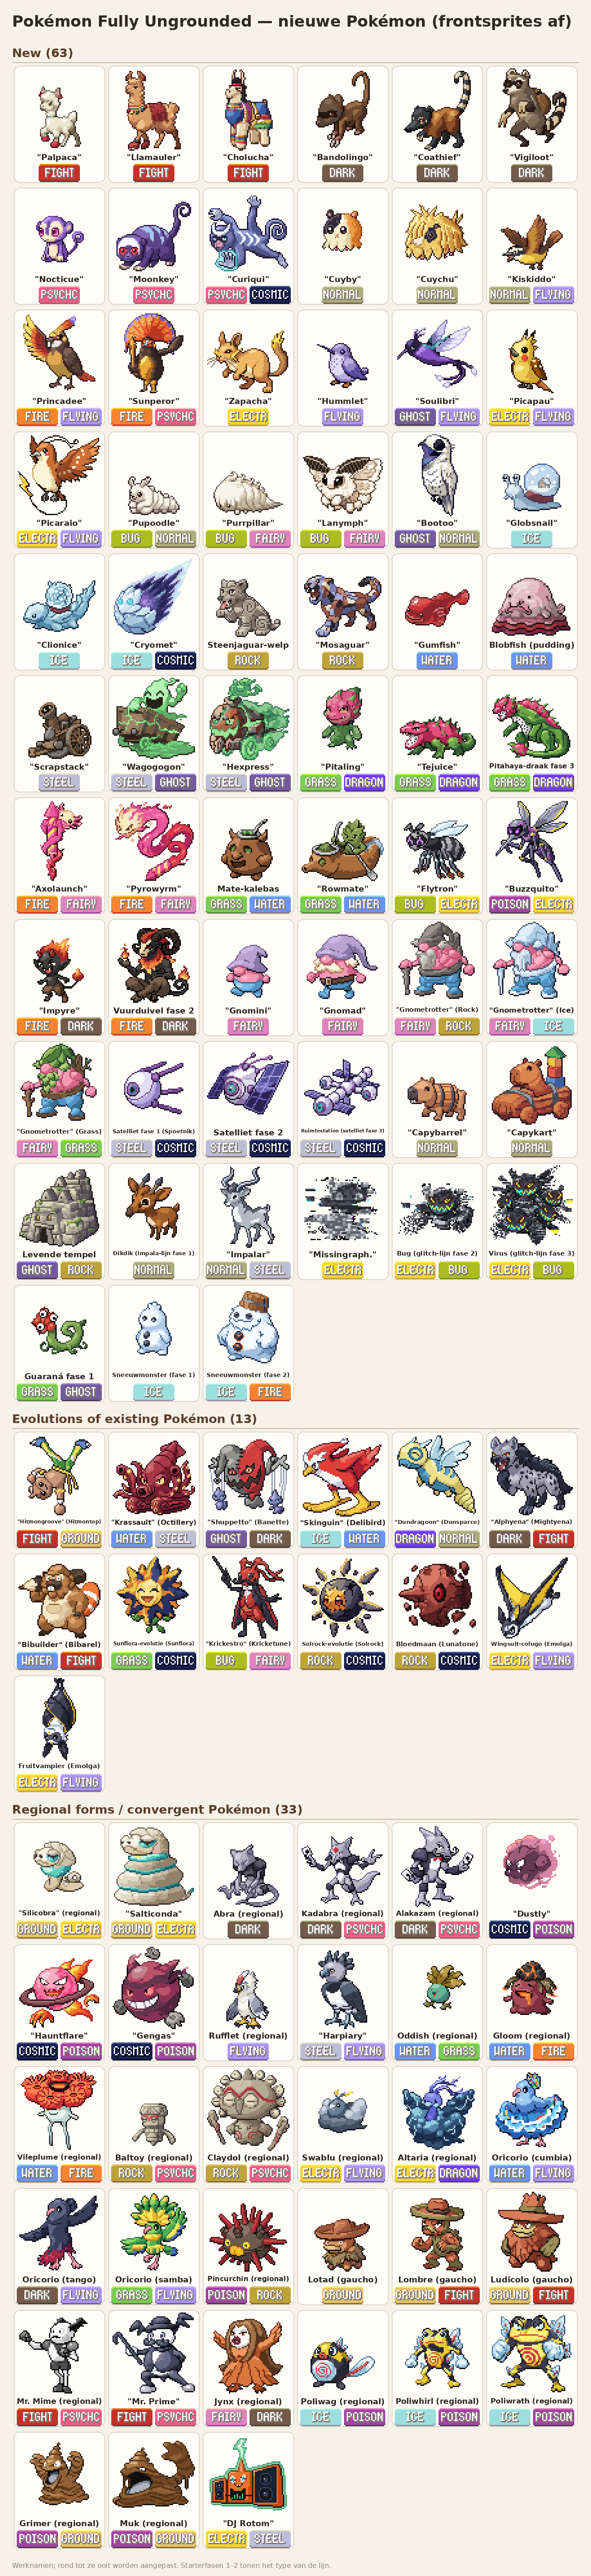 Pokémon Fully Ungrounded — nieuwe Pokémon (frontsprites af)
New (63)
"Palpaca" "Llamauler" "Cholucha" "Bandolingo" "Coathief" "Vigiloot"
FIGHT FIGHT FIGHT DARK DARK DARK
"Nocticue" "Moonkey" "Curiqui" "Cuyby" "Cuychu" "Kiskiddo"
PSYCHC PSYCHC PSYCHC COSMIC NORMAL NORMAL NORMAL FLYING
"Princadee" "Sunperor" "Zapacha" "Hummlet" "Soulibri" "Picapau"
FIRE FLYING FIRE PSYCHC ELECTR FLYING GHOST FLYING ELECTR FLYING
"Picaraio" "Pupoodle" "Purrpillar" "Lanymph" "Bootoo" "Globsnail"
ELECTR FLYING BUG NORMAL BUG FAIRY BUG FAIRY GHOST NORMAL ICE
"Clionice" "Cryomet" Steenjaguar-welp "Mosaguar" "Gumfish" Blobfish (pudding)
ICE ICE COSMIC ROCK ROCK WATER WATER
"Scrapstack" "Wagogogon" "Hexpress" "Pitaling" "Tejuice" Pitahaya-draak fase 3
STEEL STEEL GHOST STEEL GHOST GRASS DRAGON GRASS DRAGON GRASS DRAGON
"Axolaunch" "Pyrowyrm" Mate-kalebas "Rowmate" "Flytron" "Buzzquito"
FIRE FAIRY FIRE FAIRY GRASS WATER GRASS WATER BUG ELECTR POISON ELECTR
"Impyre" Vuurduivel fase 2 "Gnomini" "Gnomad" "Gnometrotter" (Rock) "Gnometrotter" (Ice)
FIRE DARK FIRE DARK FAIRY FAIRY FAIRY ROCK FAIRY ICE
"Gnometrotter" (Grass) Satelliet fase 1 (Spoetnik) Satelliet fase 2 Ruimtestation (satelliet fase 3) "Capybarrel" "Capykart"
FAIRY GRASS STEEL COSMIC STEEL COSMIC STEEL COSMIC NORMAL NORMAL
Levende tempel Dikdik (impala-lijn fase 1) "Impalar" "Missingraph." Bug (glitch-lijn fase 2) Virus (glitch-lijn fase 3)
GHOST ROCK NORMAL NORMAL STEEL ELECTR ELECTR BUG ELECTR BUG
Guaraná fase 1 Sneeuwmonster (fase 1) Sneeuwmonster (fase 2)
GRASS GHOST ICE ICE FIRE
Evolutions of existing Pokémon (13)
"Hitmongroove" (Hitmontop) "Krassault" (Octillery) "Shuppetto" (Banette) "Skinguin" (Delibird) "Dundragoon" (Dunsparce) "Alphyena" (Mightyena)
FIGHT GROUND WATER STEEL GHOST DARK ICE WATER DRAGON NORMAL DARK FIGHT
"Bibuilder" (Bibarel) Sunflora-evolutie (Sunflora) "Krickestro" (Kricketune) Solrock-evolutie (Solrock) Bloedmaan (Lunatone) Wingsuit-colugo (Emolga)
WATER FIGHT GRASS COSMIC BUG FAIRY ROCK COSMIC ROCK COSMIC ELECTR FLYING
Fruitvampier (Emolga)
ELECTR FLYING
Regional forms / convergent Pokémon (33)
"Silicobra" (regional) "Salticonda" Abra (regional) Kadabra (regional) Alakazam (regional) "Dustly"
GROUND ELECTR GROUND ELECTR DARK DARK PSYCHC DARK PSYCHC COSMIC POISON
"Hauntflare" "Gengas" Rufflet (regional) "Harpiary" Oddish (regional) Gloom (regional)
COSMIC POISON COSMIC POISON FLYING STEEL FLYING WATER GRASS WATER FIRE
Vileplume (regional) Baltoy (regional) Claydol (regional) Swablu (regional) Altaria (regional) Oricorio (cumbia)
WATER FIRE ROCK PSYCHC ROCK PSYCHC ELECTR FLYING ELECTR DRAGON WATER FLYING
Oricorio (tango) Oricorio (samba) Pincurchin (regional) Lotad (gaucho) Lombre (gaucho) Ludicolo (gaucho)
DARK FLYING GRASS FLYING POISON ROCK GROUND GROUND FIGHT GROUND FIGHT
Mr. Mime (regional) "Mr. Prime" Jynx (regional) Poliwag (regional) Poliwhirl (regional) Poliwrath (regional)
FIGHT PSYCHC FIGHT PSYCHC FAIRY DARK ICE POISON ICE POISON ICE POISON
Grimer (regional) Muk (regional) "DJ Rotom"
POISON GROUND POISON GROUND ELECTR STEEL
Werknamen; rond tot ze ooit worden aangepast. Starterfasen 1–2 tonen het type van de lijn.